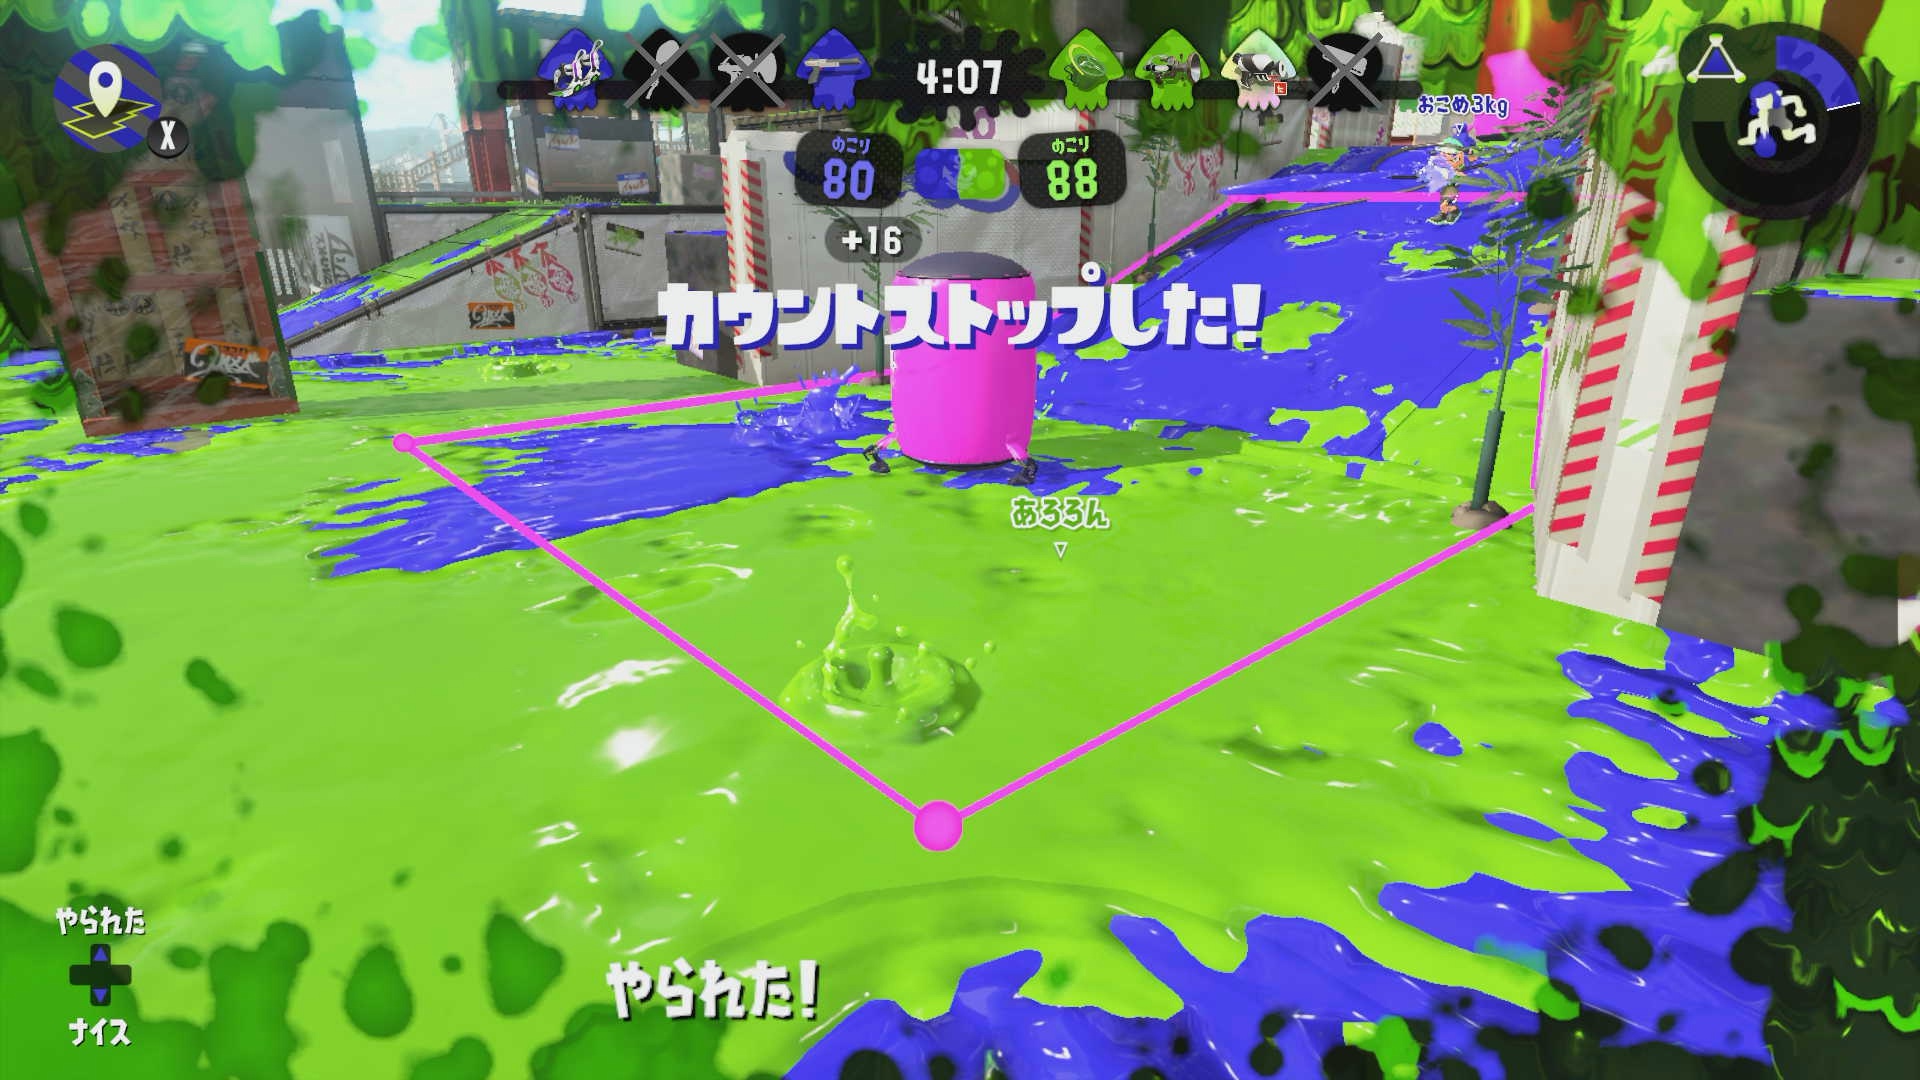 4:07
おこめ3kg
X
のこり
80
のこり
88
+16
カウントストップした!
あろろん
やられた
ナイス
やられた!